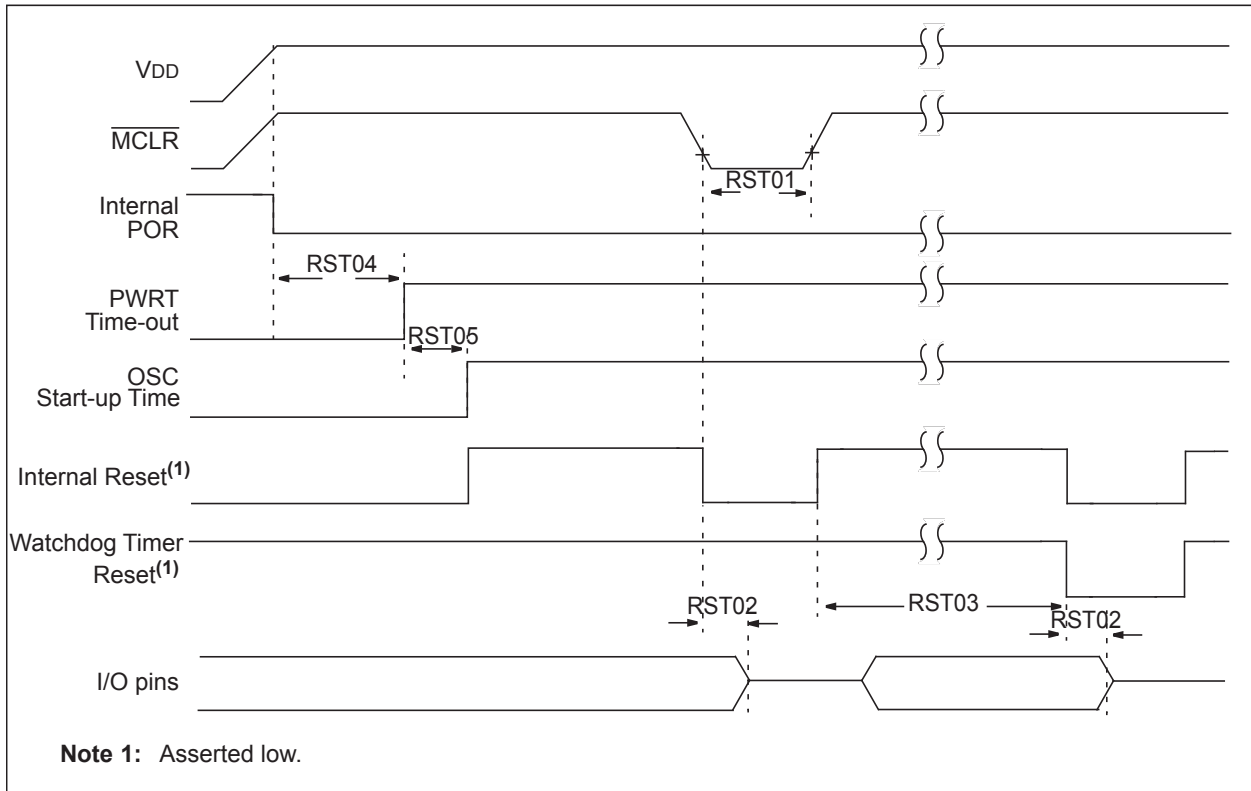 VDD
MCLR
RST01
Internal
POR
RST04
PWRT
Time-out
RST05
OSC
Start-up Time
Internal Reset(1)
Watchdog Timer
Reset(1)
RST02
RST03
RST02
I/O pins
Note 1: Asserted low.